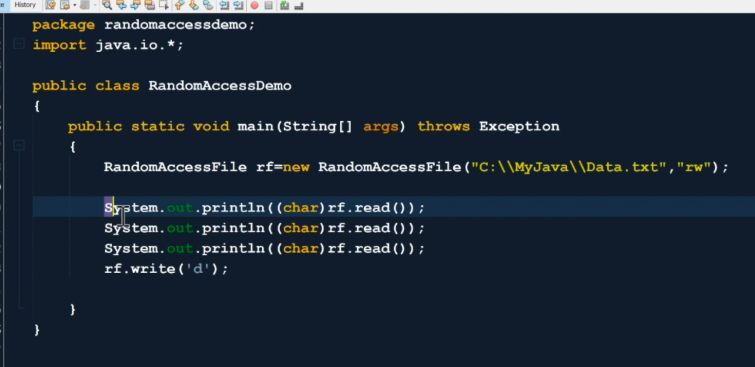 History
package randomaccessdemo;
import java.io.*;
public class RandomAccessDemo
{
public static void main(String[] args) throws Exception
{
RandomAccessFile rf=new RandomAccessFile("C:\\MyJava\\Data.txt","rw");
System.out.println((char)rf.read());
System.out.println((char)rf.read());
System.out.println((char)rf.read());
rf.write('d');
}
}